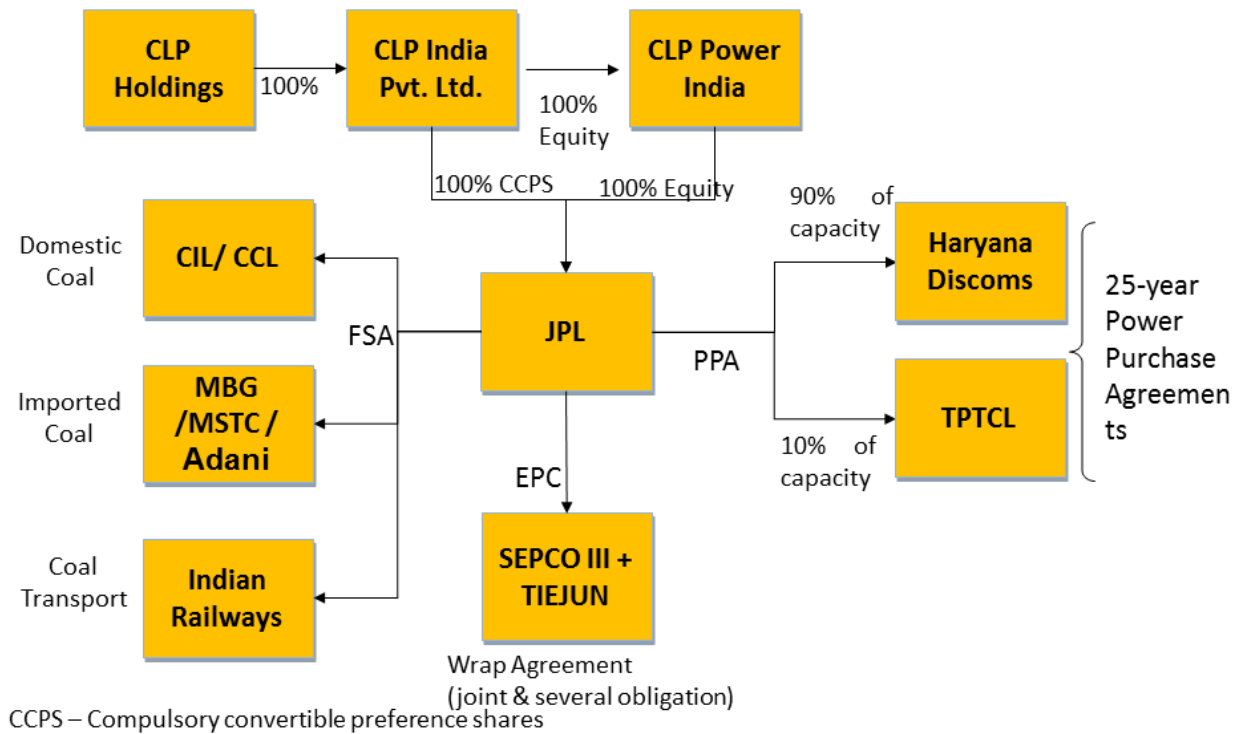 CLP
Holdings
100%
CLP India
Pvt. Ltd.
100%
Equity
CLP Power
India
100% CCPS
100% Equity
Domestic
Coal
CIL/ CCL
FSA
Imported
Coal
MBG
/MSTC /
Adani
Coal
Transport
Indian
Railways
JPL
EPC
SEPCO III +
TIEJUN
Wrap Agreement
(joint & several obligation)
PPA
90% of
capacity
Haryana
Discoms
10% of
capacity
TPTCL
25-year
Power
Purchase
Agreemen
ts
CCPS – Compulsory convertible preference shares